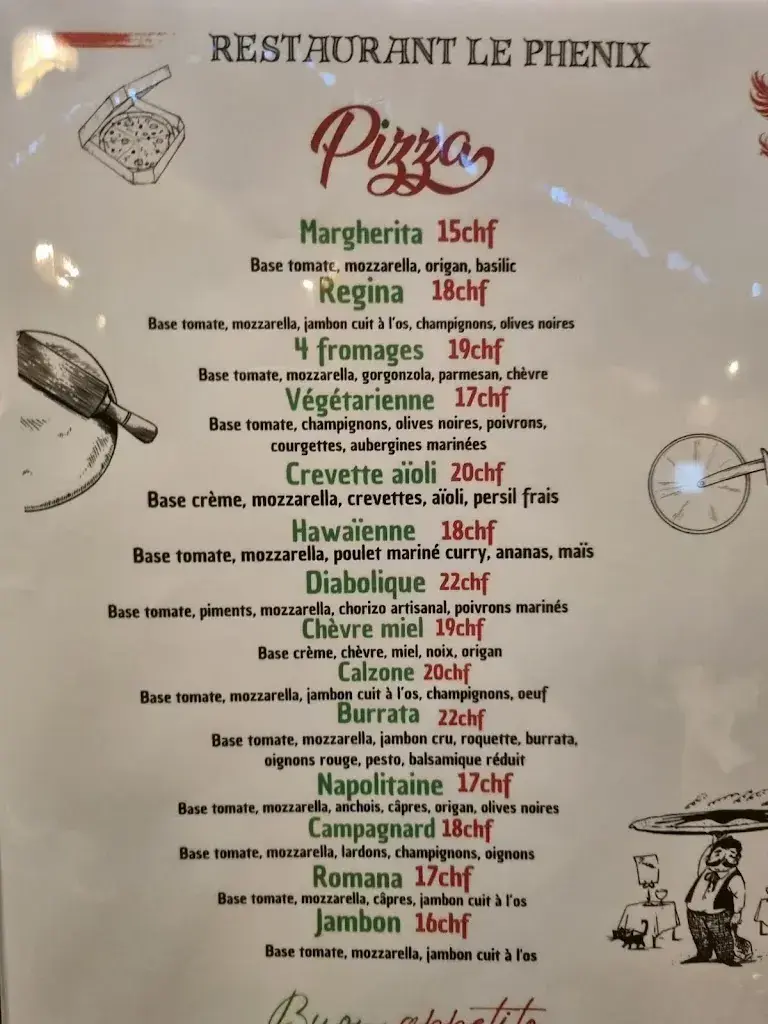 RESTAURANT LE PHENIX
Pizza
Margherita 15chf
Base tomate, mozzarella, origan, basilic
Regina 18chf
Base tomate, mozzarella, jambon cuit à l'os, champignons, olives noires
4 fromages 19chf
Base tomate, mozzarella, gorgonzola, parmesan, chèvre
Végétarienne 17chf
Base tomate, champignons, olives noires, poivrons,
courgettes, aubergines marinées
Crevette aïoli 20chf
Base crème, mozzarella, crevettes, aïoli, persil frais
Hawaïenne 18chf
Base tomate, mozzarella, poulet mariné curry, ananas, maïs
Diabolique 22chf
Base tomate, piments, mozzarella, chorizo artisanal, poivrons marinés
Chèvre miel 19chf
Base crème, chèvre, miel, noix, origan
Calzone 20chf
Base tomate, mozzarella, jambon cuit à l'os, champignons, oeuf
Burrata 22chf
Base tomate, mozzarella, jambon cru, roquette, burrata,
oignons rouge, pesto, balsamique réduit
Napolitaine 17chf
Base tomate, mozzarella, anchois, câpres, origan, olives noires
Campagnard 18chf
Base tomate, mozzarella, lardons, champignons, oignons
Romana 17chf
Base tomate, mozzarella, câpres, jambon cuit à l'os
Jambon 16chf
Base tomate, mozzarella, jambon cuit à l'os
Buon appetito